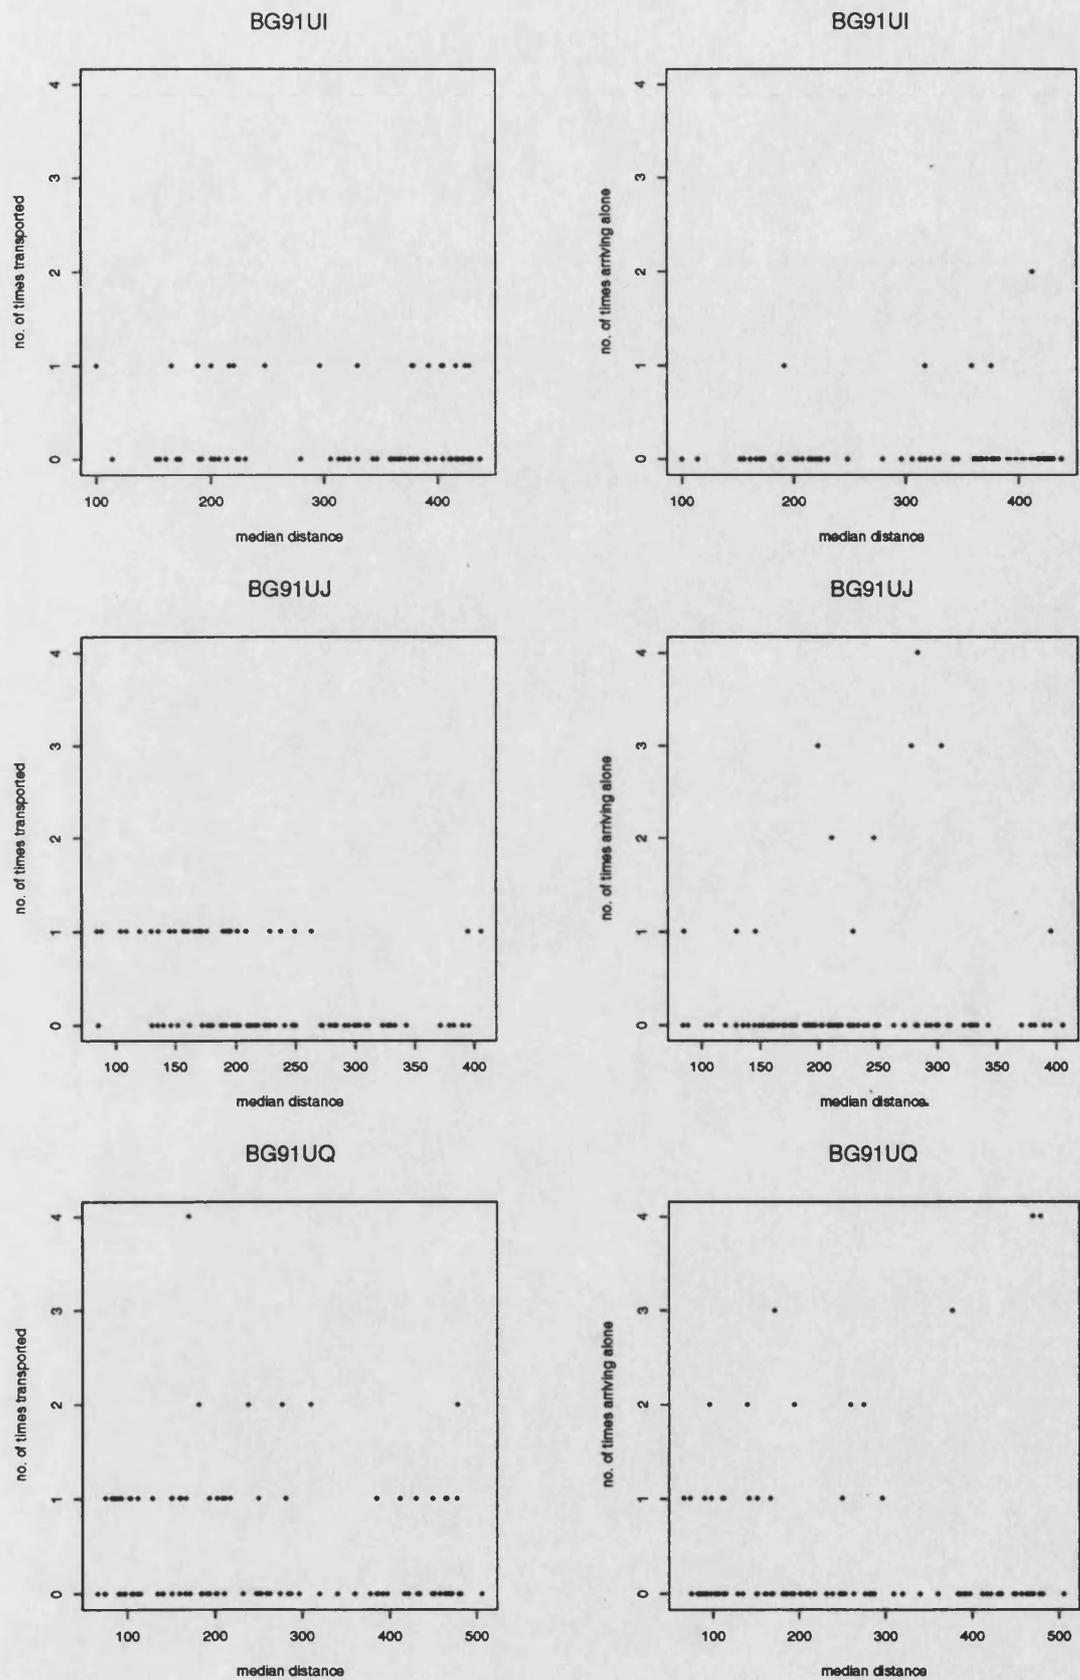 BG91UI
no. of times transported
4
3
2
1
0
100 200 300 400
median distance
BG91UI
no. of times arriving alone
4
3
2
1
0
100 200 300 400
median distance
BG91UJ
no. of times transported
4
3
2
1
0
100 150 200 250 300 350 400
median distance
BG91UJ
no. of times arriving alone
4
3
2
1
0
100 150 200 250 300 350 400
median distance
BG91UQ
no. of times transported
4
3
2
1
0
100 200 300 400 500
median distance
BG91UQ
no. of times arriving alone
4
3
2
1
0
100 200 300 400 500
median distance